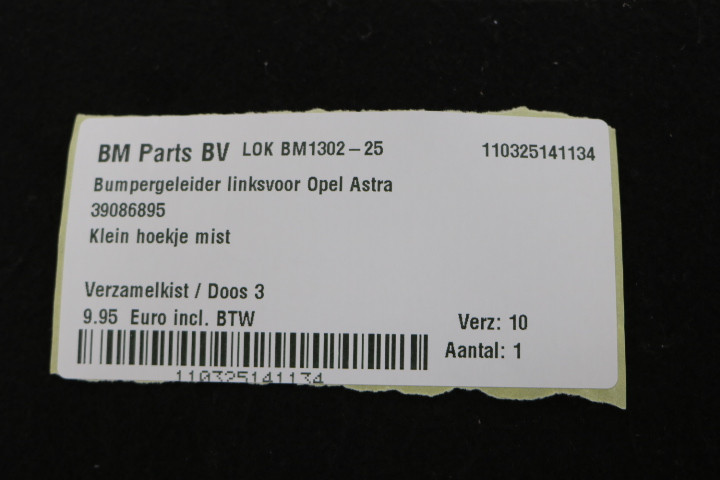 BM Parts BV LOK BM1302-25 110325141134
Bumpergeleider linksvoor Opel Astra
39086895
Klein hoekje mist
Verzamelkist / Doos 3
9.95 Euro incl. BTW Verz: 10
Aantal: 1
110325141134